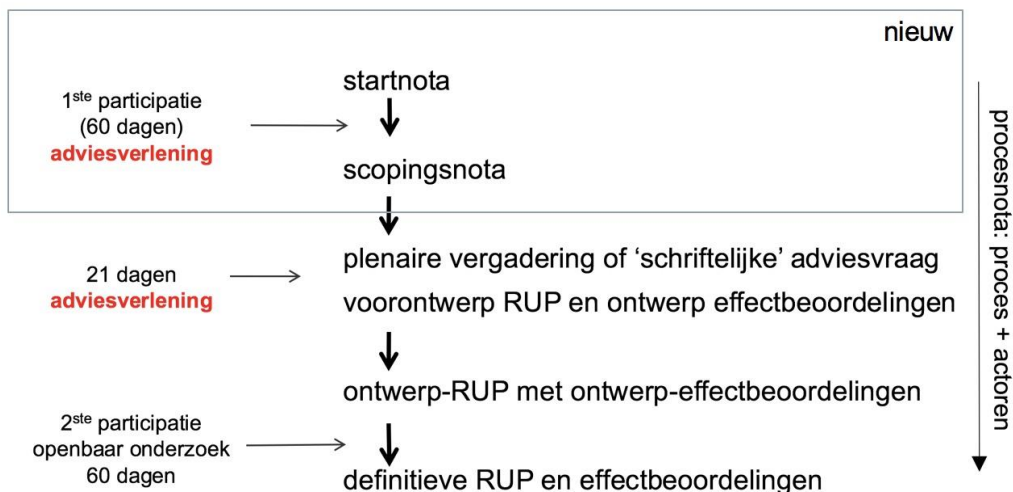 nieuw
startnota
1ste participatie
(60 dagen)
adviesverlening
scopingsnota
plenaire vergadering of ‘schriftelijke’ adviesvraag
21 dagen
adviesverlening
voorontwerp RUP en ontwerp effectbeoordelingen
ontwerp-RUP met ontwerp-effectbeoordelingen
2ste participatie
openbaar onderzoek
60 dagen
definitieve RUP en effectbeoordelingen
procesnota: proces + actoren